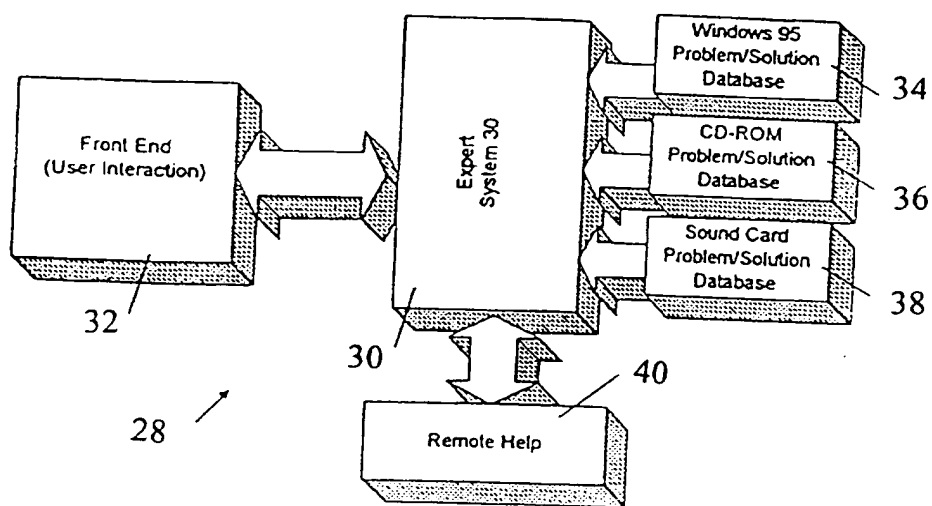 Windows 95
Problem/Solution
Database
34
Front End
(User Interaction)
Expert
System 30
CD-ROM
Problem/Solution
Database
36
Sound Card
Problem/Solution
Database
38
32
30
40
28
Remote Help